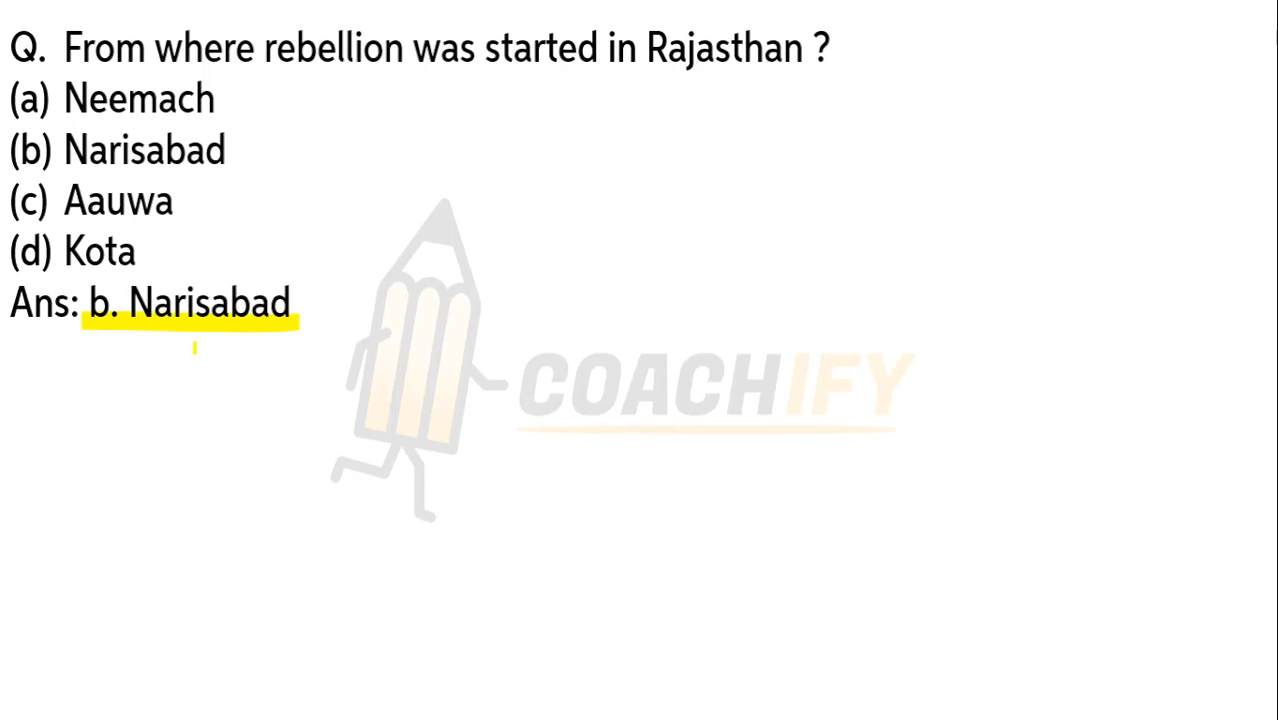 Q. From where rebellion was started in Rajasthan ?
(a) Neemach
(b) Narisabad
(c) Aauwa
(d) Kota
Ans: b. Narisabad
COACHIFY